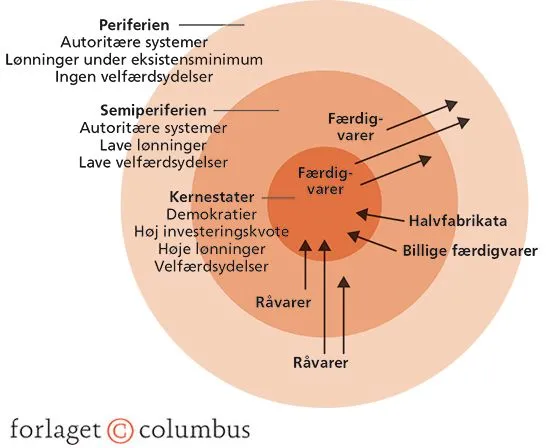 Periferien
Autoritære systemer
Lønninger under eksistensminimum
Ingen velfærdsydelser
Semiperiferien
Autoritære systemer
Lave lønninger
Lave velfærdsydelser
Kernestater
Demokratier
Høj investeringskvote
Høje lønninger
Velfærdsydelser
Færdig-
varer
Færdig-
varer
Halvfabrikata
Billige færdigvarer
Råvarer
Råvarer
forlaget © columbus